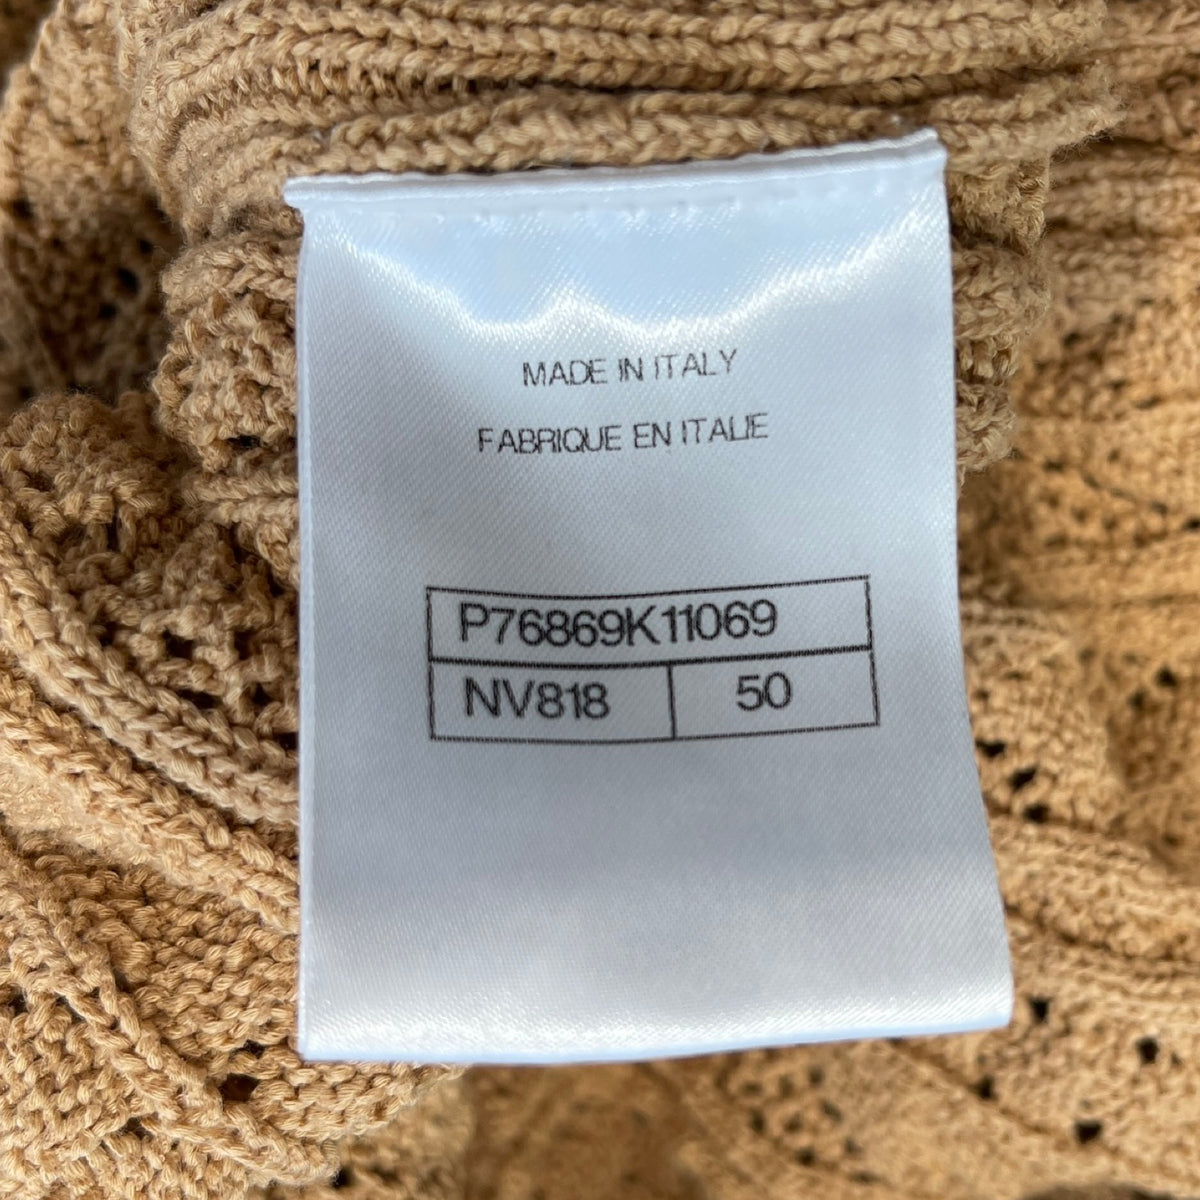 MADE IN ITALY
FABRIQUE EN ITALIE
P76869K11069
NV818 50